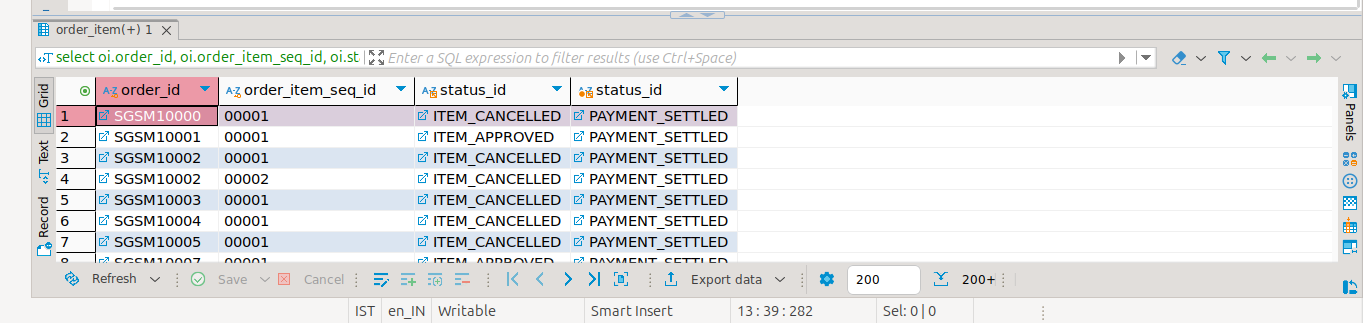 order_item(+) 1
select oi.order_id, oi.order_item_seq_id, oi.st Enter a SQL expression to filter results (use Ctrl+Space)
Grid
Text
Record
Panels
order_id order_item_seq_id status_id status_id
1 SGSM10000 00001 ITEM_CANCELLED PAYMENT_SETTLED
2 SGSM10001 00001 ITEM_APPROVED PAYMENT_SETTLED
3 SGSM10002 00001 ITEM_CANCELLED PAYMENT_SETTLED
4 SGSM10002 00002 ITEM_CANCELLED PAYMENT_SETTLED
5 SGSM10003 00001 ITEM_CANCELLED PAYMENT_SETTLED
6 SGSM10004 00001 ITEM_CANCELLED PAYMENT_SETTLED
7 SGSM10005 00001 ITEM_CANCELLED PAYMENT_SETTLED
8 SGSM10007 00001 ITEM_APPROVED PAYMENT_SETTLED
Refresh Save Cancel Export data 200 200+
IST en_IN Writable Smart Insert 13 : 39 : 282 Sel: 0 | 0